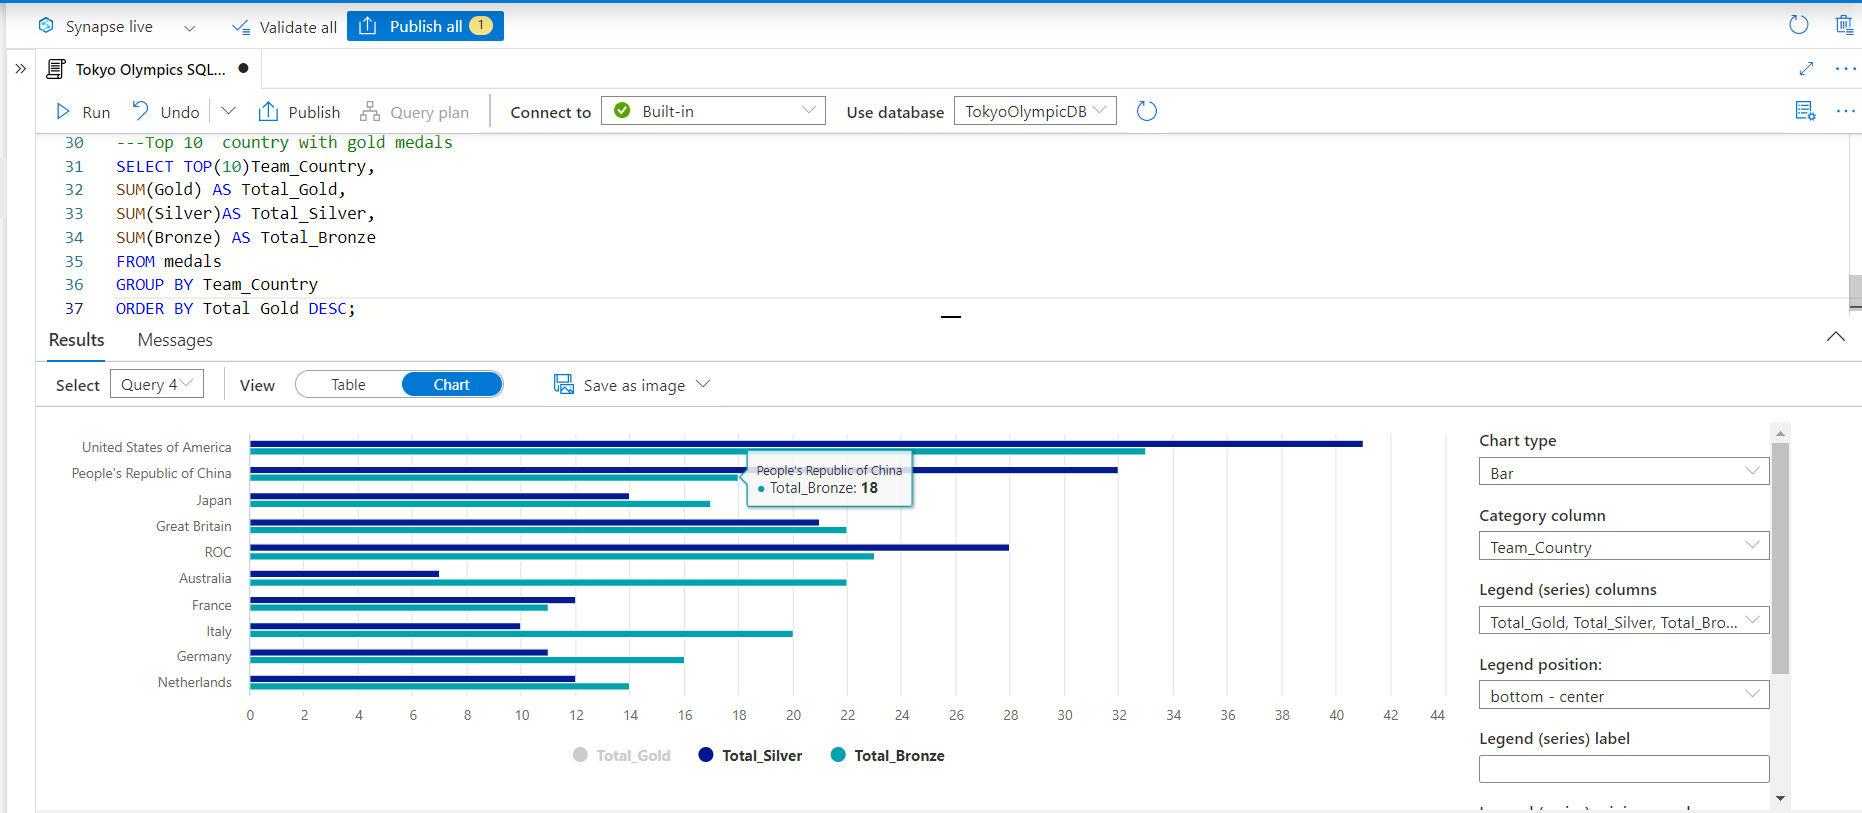 Synapse live
Validate all
Publish all 1
Tokyo Olympics SQL...
Run
Undo
Publish
Query plan
Connect to
Built-in
Use database
TokyoOlympicDB
30 ---Top 10  country with gold medals
31 SELECT TOP(10)Team_Country,
32 SUM(Gold) AS Total_Gold,
33 SUM(Silver)AS Total_Silver,
34 SUM(Bronze) AS Total_Bronze
35 FROM medals
36 GROUP BY Team_Country
37 ORDER BY Total Gold DESC;
Results
Messages
Select
Query 4
View
Table
Chart
Save as image
United States of America
People's Republic of China
Japan
Great Britain
ROC
Australia
France
Italy
Germany
Netherlands
People's Republic of China
Total_Bronze: 18
0 2 4 6 8 10 12 14 16 18 20 22 24 26 28 30 32 34 36 38 40 42 44
Total_Gold
Total_Silver
Total_Bronze
Chart type
Bar
Category column
Team_Country
Legend (series) columns
Total_Gold, Total_Silver, Total_Bro...
Legend position:
bottom - center
Legend (series) label